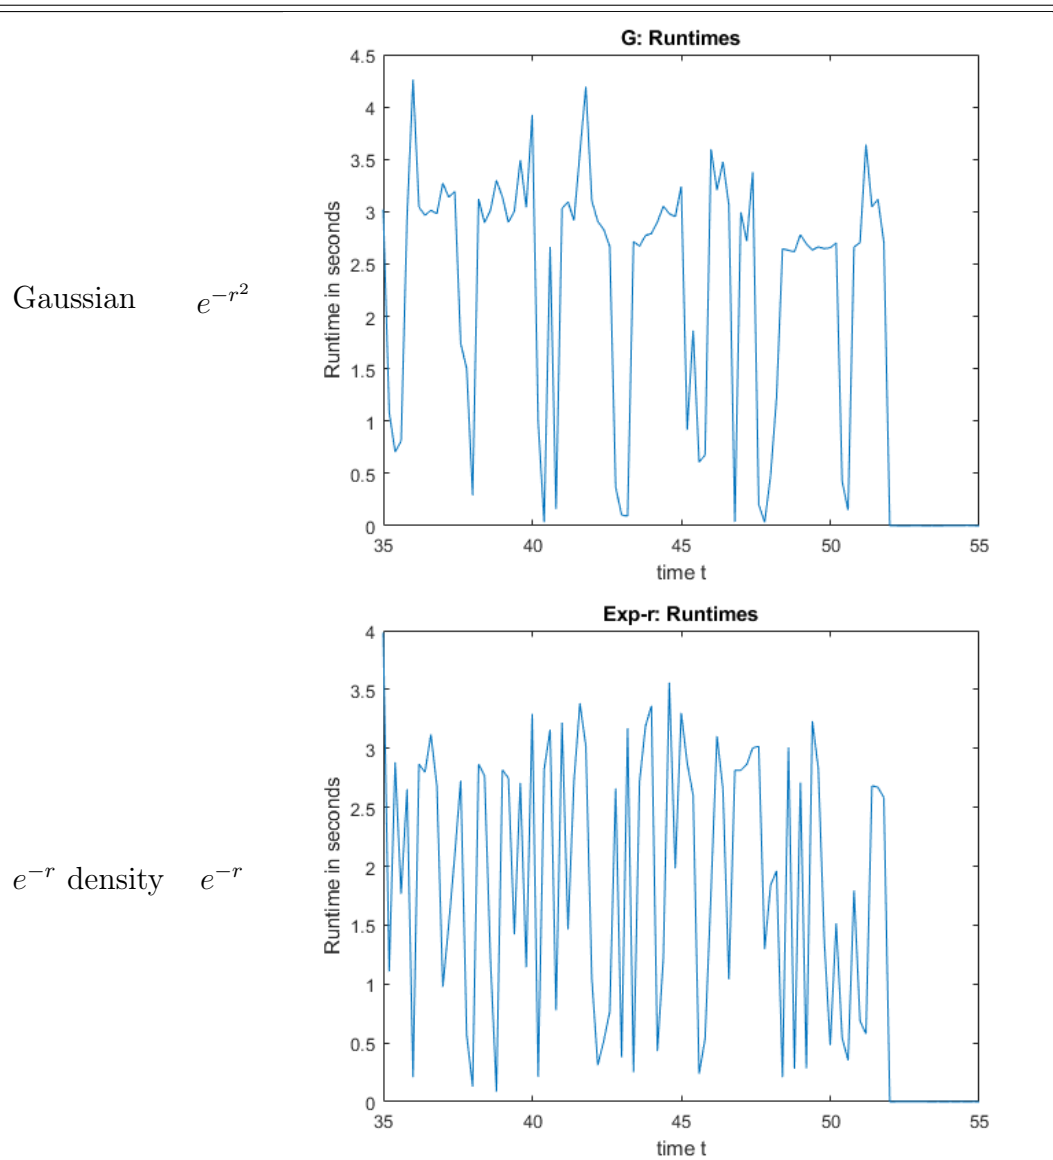 G: Runtimes
4.5
4
3.5
3
2.5
2
1.5
1
0.5
0
Runtime in seconds
35 40 45 50 55
time t
Gaussian e^{-r^2}
Exp-r: Runtimes
4
3.5
3
2.5
2
1.5
1
0.5
0
Runtime in seconds
35 40 45 50 55
time t
e^{-r} density e^{-r}